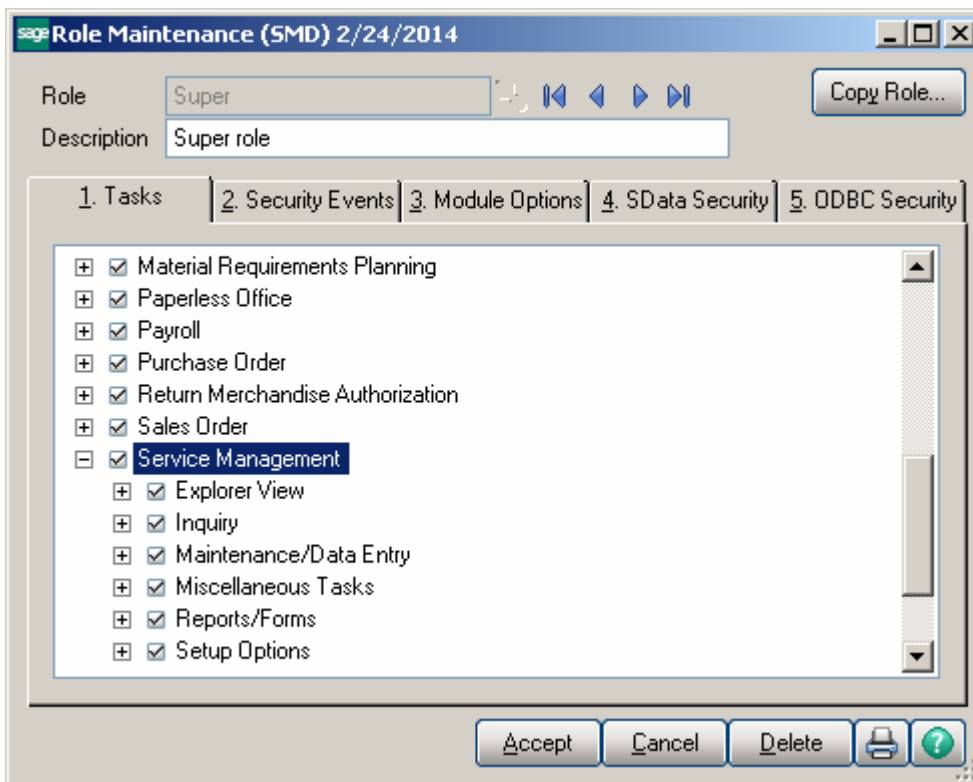 sage Role Maintenance (SMD) 2/24/2014
Role Super Copy Role...
Description Super role
1. Tasks 2. Security Events 3. Module Options 4. SData Security 5. ODBC Security
Material Requirements Planning
Paperless Office
Payroll
Purchase Order
Return Merchandise Authorization
Sales Order
Service Management
Explorer View
Inquiry
Maintenance/Data Entry
Miscellaneous Tasks
Reports/Forms
Setup Options
Accept Cancel Delete ?